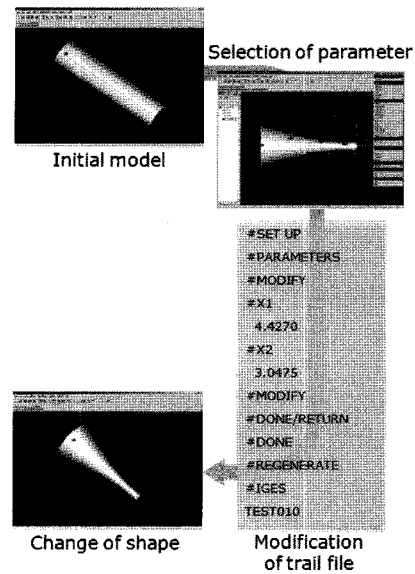 Selection of parameter
Initial model
#SET UP
#PARAMETERS
#MODIFY
#X1
4.4270
#X2
3.0475
#MODIFY
#DONE/RETURN
#DONE
#REGENERATE
#IGES
TEST010
Change of shape
Modification
of trail file